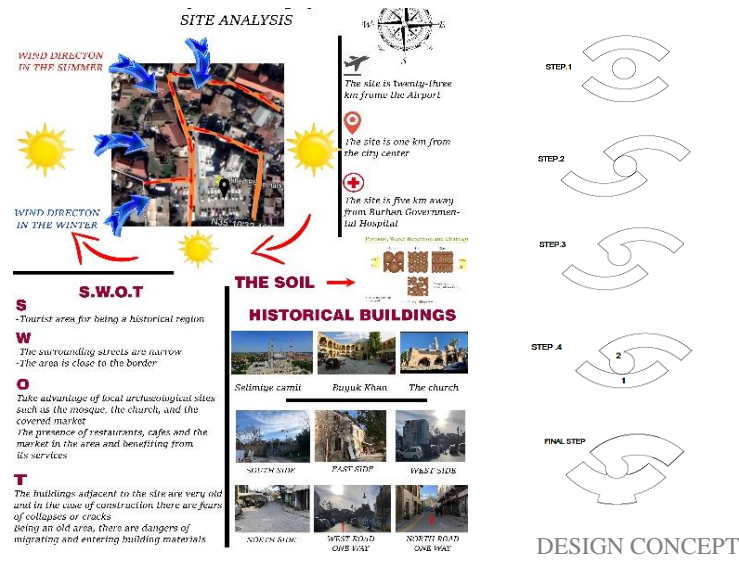 SITE ANALYSIS
WIND DIRECTON
IN THE SUMMER
W
E
S
The site is twenty-three
km frome the Airport
The site is one km from
the city center
The site is five km away
from Burhan Governmen-
tal Hospital
WIND DIRECTON
IN THE WINTER
N35
THE SOIL
S.W.O.T
S
-Tourist area for being a historical region
W
The surrounding streets are narrow
-The area is close to the border
O
Take advantage of local archaeological sites
such as the mosque, the church, and the
covered market
The presence of restaurants, cafes and the
market in the area and benefiting from
its services
T
The buildings adjacent to the site are very old
and in the case of construction there are fears
of collapses or cracks
Being an old area, there are dangers of
migrating and entering building materials
HISTORICAL BUILDINGS
Selimiye camii
Buyuk Khan
The church
SOUTH SIDE
EAST SIDE
WEST SIDE
NORTH SIDE
WEST ROAD
ONE WAY
NORTH ROAD
ONE WAY
STEP.1
STEP.2
STEP.3
STEP .4
2
1
FINAL STEP
DESIGN CONCEPT